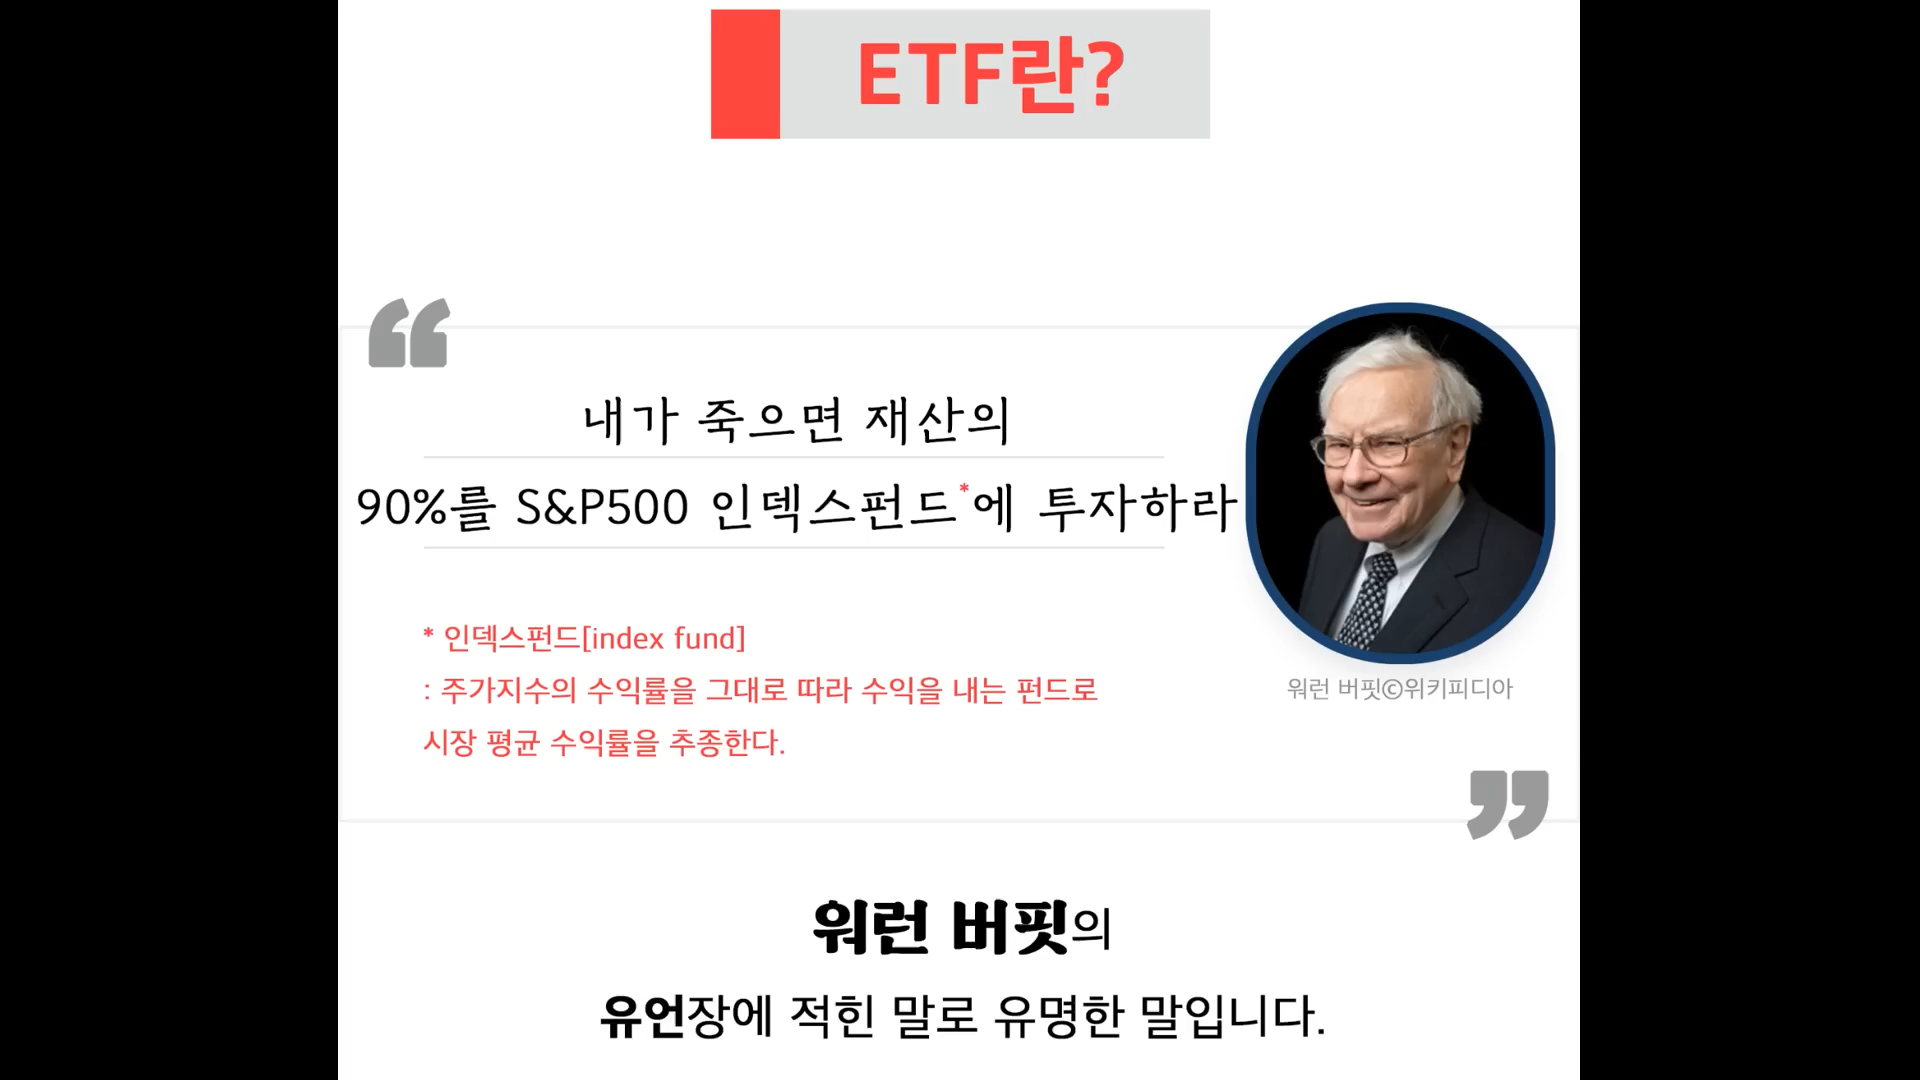 ETF란?
내가 죽으면 재산의
90%를 S&P500 인덱스펀드*에 투자하라
* 인덱스펀드[index fund]
: 주가지수의 수익률을 그대로 따라 수익을 내는 펀드로
시장 평균 수익률을 추종한다.
워런 버핏©위키피디아
워런 버핏의
유언장에 적힌 말로 유명한 말입니다.